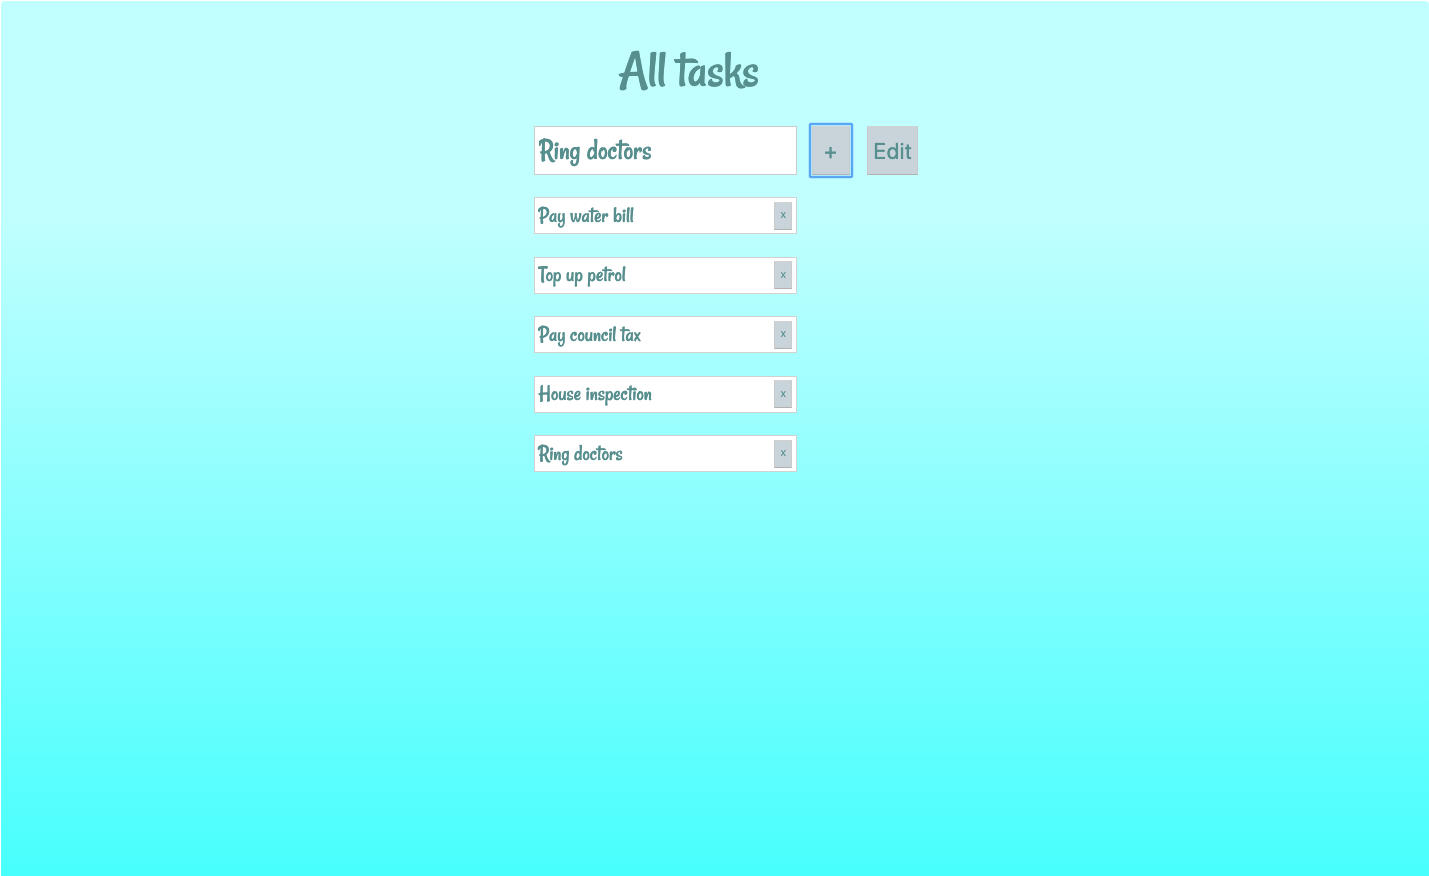 All tasks
Ring doctors + Edit
Pay water bill x
Top up petrol x
Pay council tax x
House inspection x
Ring doctors x